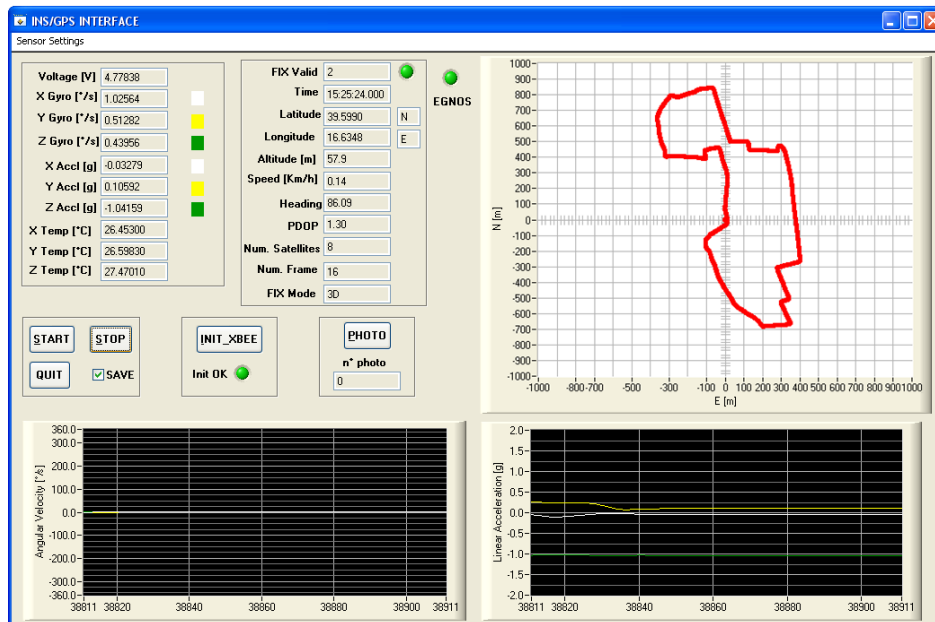 INS/GPS INTERFACE
Sensor Settings
Voltage [V] 4.77838
X Gyro [°/s] 1.02564
Y Gyro [°/s] 0.51282
Z Gyro [°/s] 0.43956
X Accl [g] -0.03279
Y Accl [g] 0.10592
Z Accl [g] -1.04159
X Temp [°C] 26.45300
Y Temp [°C] 26.59830
Z Temp [°C] 27.47010
FIX Valid 2
Time 15:25:24.000
Latitude 39.5990 N
Longitude 16.6348 E
Altitude [m] 57.9
Speed [Km/h] 0.14
Heading 86.09
PDOP 1.30
Num. Satellites 8
Num. Frame 16
FIX Mode 3D
EGNOS
START STOP
QUIT SAVE
INIT_XBEE
Init OK
PHOTO
n° photo
0
1000
900
800
700
600
500
400
300
200
100
0
-100
-200
-300
-400
-500
-600
-700
-800
-900
-1000
N [m]
-1000 -800 -700 -500 -300 -100 0 100 200 300 400 500 600 700 800 900 1000
E [m]
360.0
300.0
200.0
100.0
0.0
-100.0
-200.0
-300.0
-360.0
Angular Velocity [°/s]
38811 38820 38840 38860 38880 38900 38911
2.0
1.5
1.0
0.5
0.0
-0.5
-1.0
-1.5
-2.0
Linear Acceleration [g]
38811 38820 38840 38860 38880 38900 38911